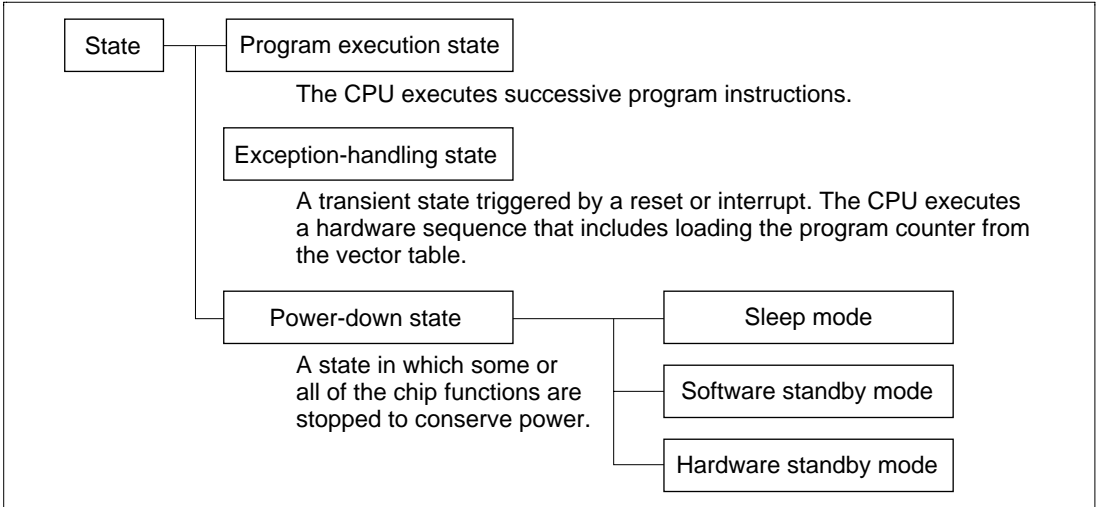 State
Program execution state
The CPU executes successive program instructions.
Exception-handling state
A transient state triggered by a reset or interrupt. The CPU executes
a hardware sequence that includes loading the program counter from
the vector table.
Power-down state
Sleep mode
A state in which some or
all of the chip functions are
stopped to conserve power.
Software standby mode
Hardware standby mode